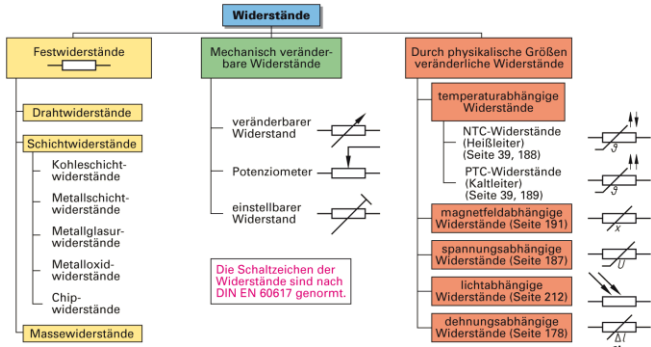 Widerstände
Festwiderstände
Drahtwiderstände
Schichtwiderstände
Kohleschicht-
widerstände
Metallschicht-
widerstände
Metallglasur-
widerstände
Metalloxid-
widerstände
Chip-
widerstände
Massewiderstände
Mechanisch veränder-
bare Widerstände
veränderbarer
Widerstand
Potenziometer
einstellbarer
Widerstand
Die Schaltzeichen der
Widerstände sind nach
DIN EN 60617 genormt.
Durch physikalische Größen
veränderliche Widerstände
temperaturabhängige
Widerstände
NTC-Widerstände
(Heißleiter)
(Seite 39, 188)
ϑ
PTC-Widerstände
(Kaltleiter)
(Seite 39, 189)
ϑ
magnetfeldabhängige
Widerstände (Seite 191)
x
spannungsabhängige
Widerstände (Seite 187)
U
lichtabhängige
Widerstände (Seite 212)
dehnungsabhängige
Widerstände (Seite 178)
Δl